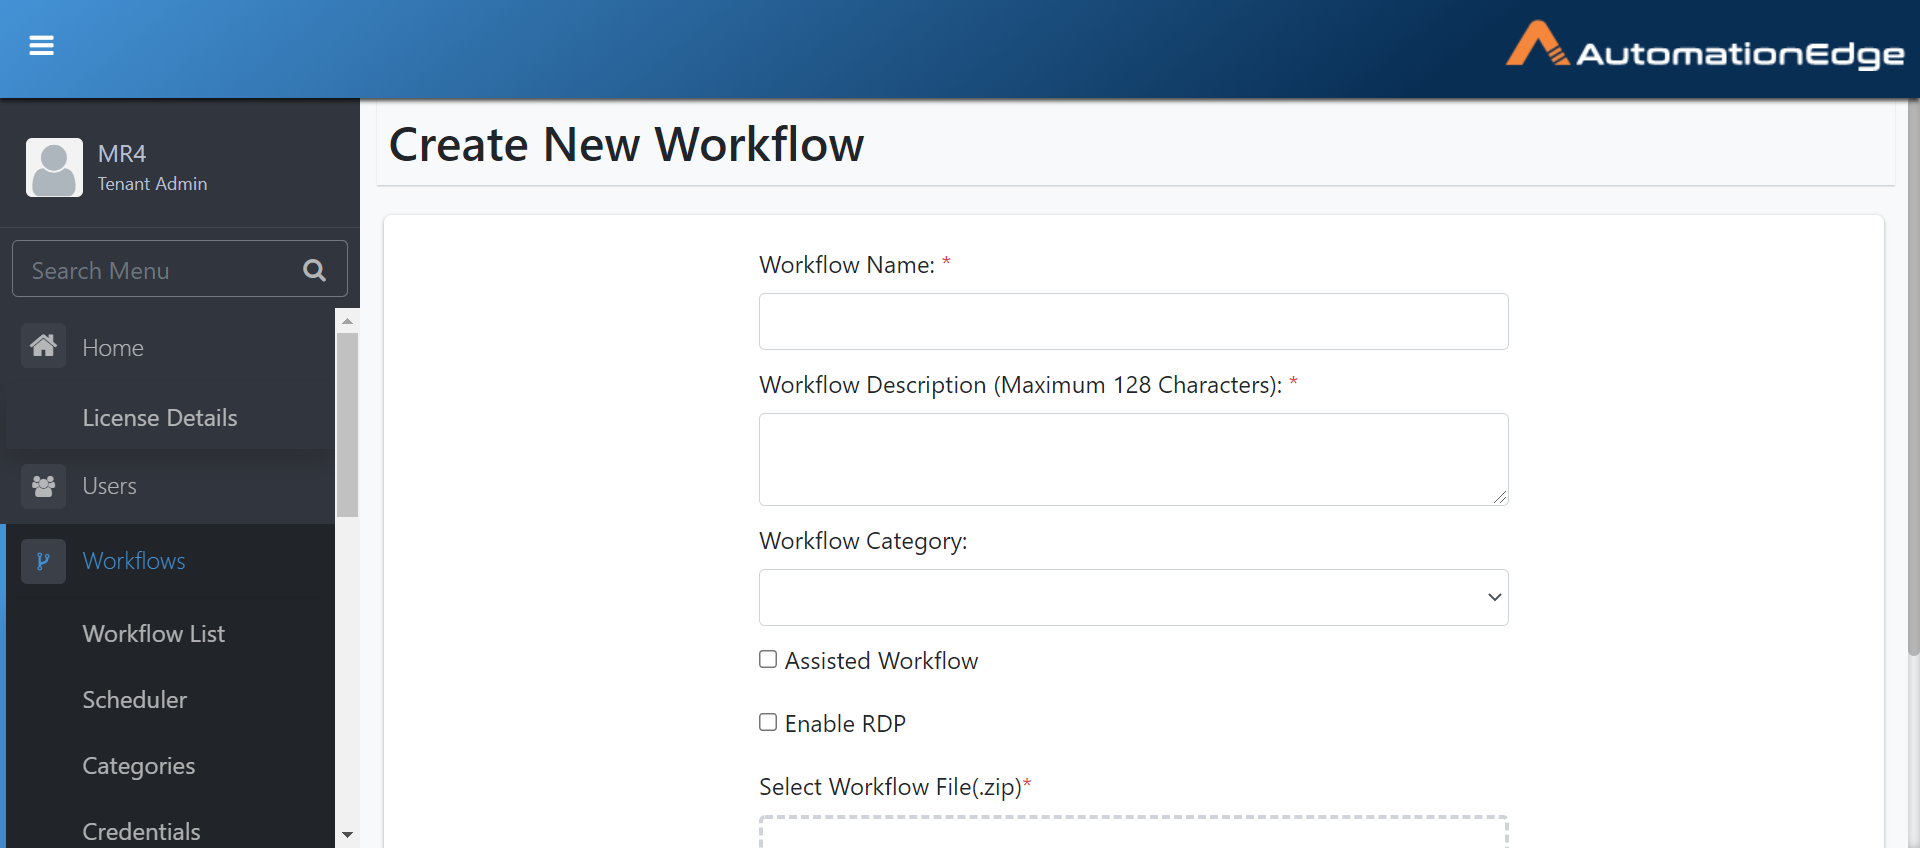 AutomationEdge
MR4
Tenant Admin
Search Menu
Home
License Details
Users
Workflows
Workflow List
Scheduler
Categories
Credentials
Create New Workflow
Workflow Name: *
Workflow Description (Maximum 128 Characters): *
Workflow Category:
Assisted Workflow
Enable RDP
Select Workflow File(.zip)*